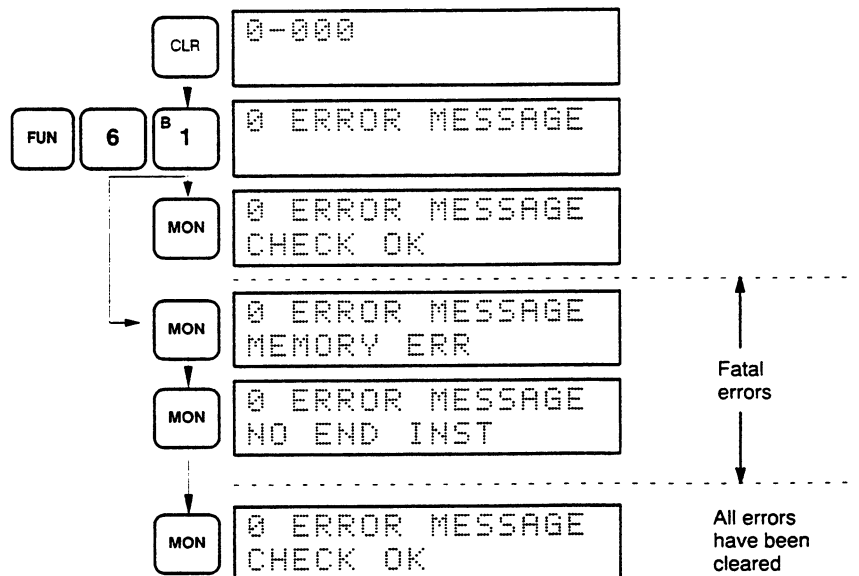 CLR
0-000
FUN
6
B
1
0 ERROR MESSAGE
MON
0 ERROR MESSAGE
CHECK OK
MON
0 ERROR MESSAGE
MEMORY ERR
Fatal
errors
MON
0 ERROR MESSAGE
NO END INST
MON
0 ERROR MESSAGE
CHECK OK
All errors
have been
cleared